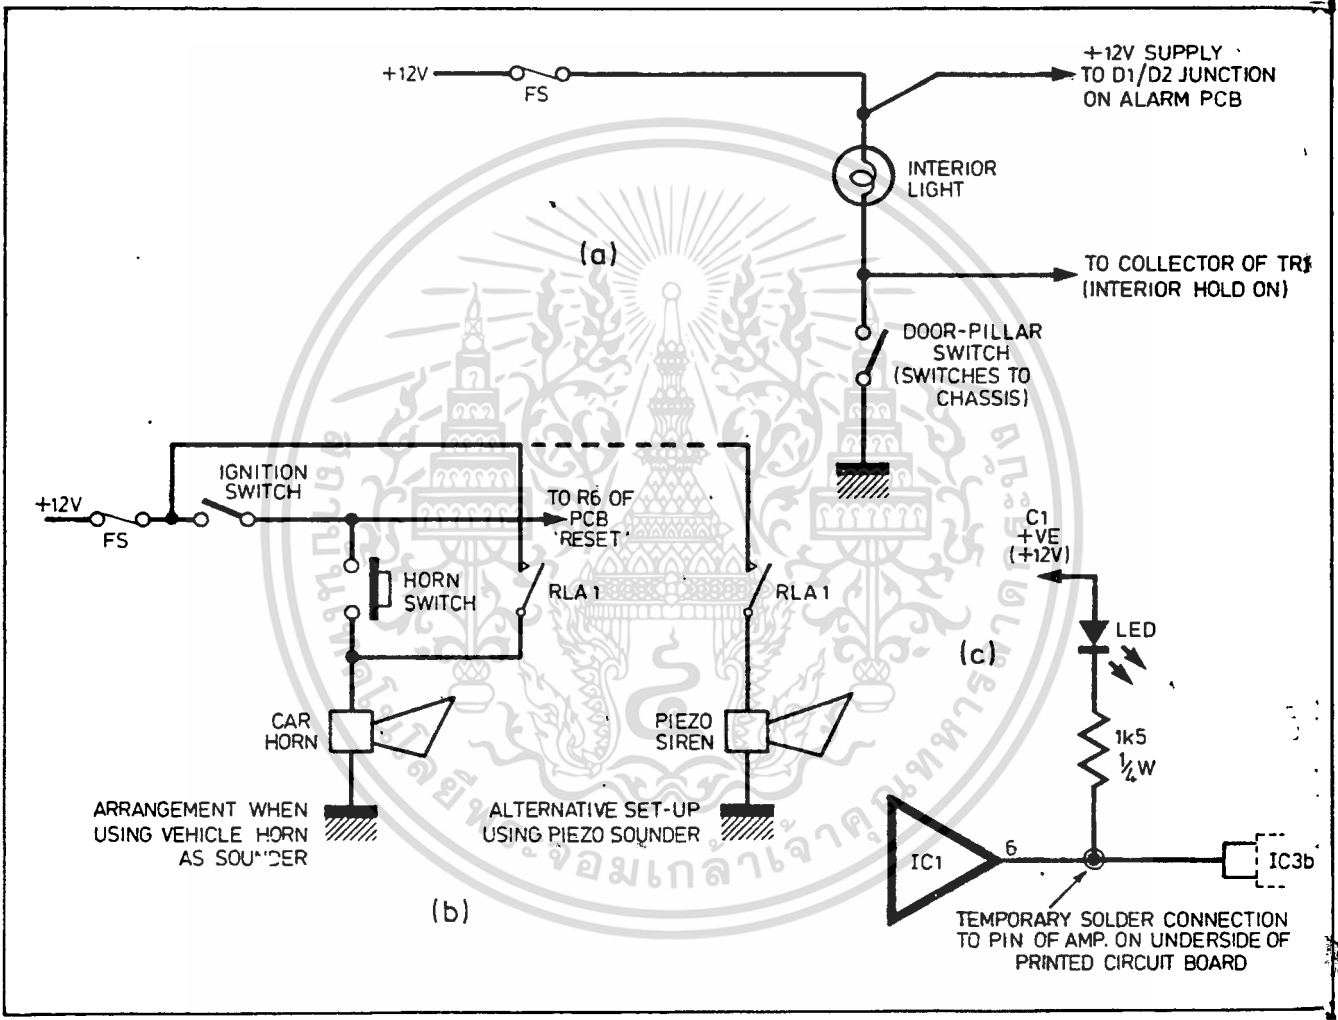 +12V
FS
+12V SUPPLY
TO D1/D2 JUNCTION
ON ALARM PCB
INTERIOR
LIGHT
(a)
TO COLLECTOR OF TR1
(INTERIOR HOLD ON)
DOOR-PILLAR
SWITCH
(SWITCHES TO
CHASSIS)
+12V
FS
IGNITION
SWITCH
TO R6 OF
PCB
'RESET'
HORN
SWITCH
RLA1
RLA1
CAR
HORN
PIEZO
SIREN
ARRANGEMENT WHEN
USING VEHICLE HORN
AS SOUNDER
ALTERNATIVE SET-UP
USING PIEZO SOUNDER
(b)
C1
+VE
(+12V)
LED
(c)
1k5
1/4W
IC1
6
IC3b
TEMPORARY SOLDER CONNECTION
TO PIN OF AMP. ON UNDERSIDE OF
PRINTED CIRCUIT BOARD